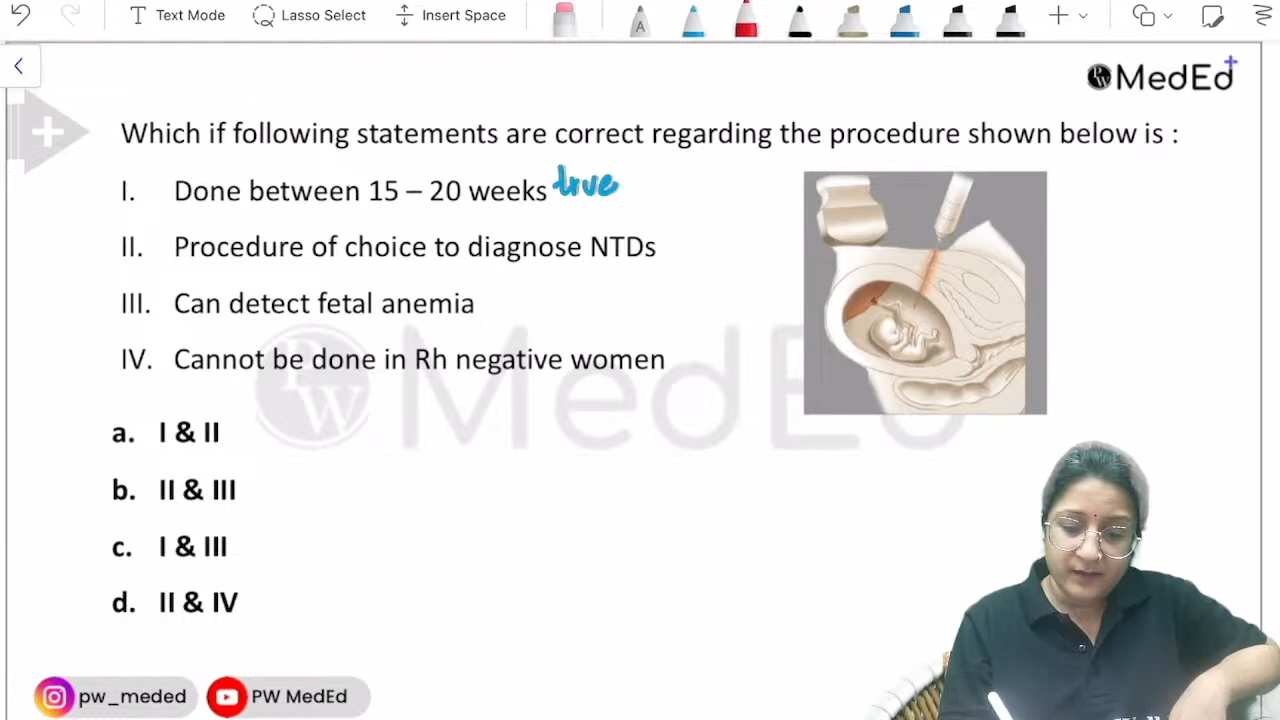 Text Mode
Lasso Select
Insert Space
A
MedEd
Which if following statements are correct regarding the procedure shown below is :
I. Done between 15 – 20 weeks true
II. Procedure of choice to diagnose NTDs
III. Can detect fetal anemia
IV. Cannot be done in Rh negative women
PW MedEd
a. I & II
b. II & III
c. I & III
d. II & IV
pw_meded
PW MedEd